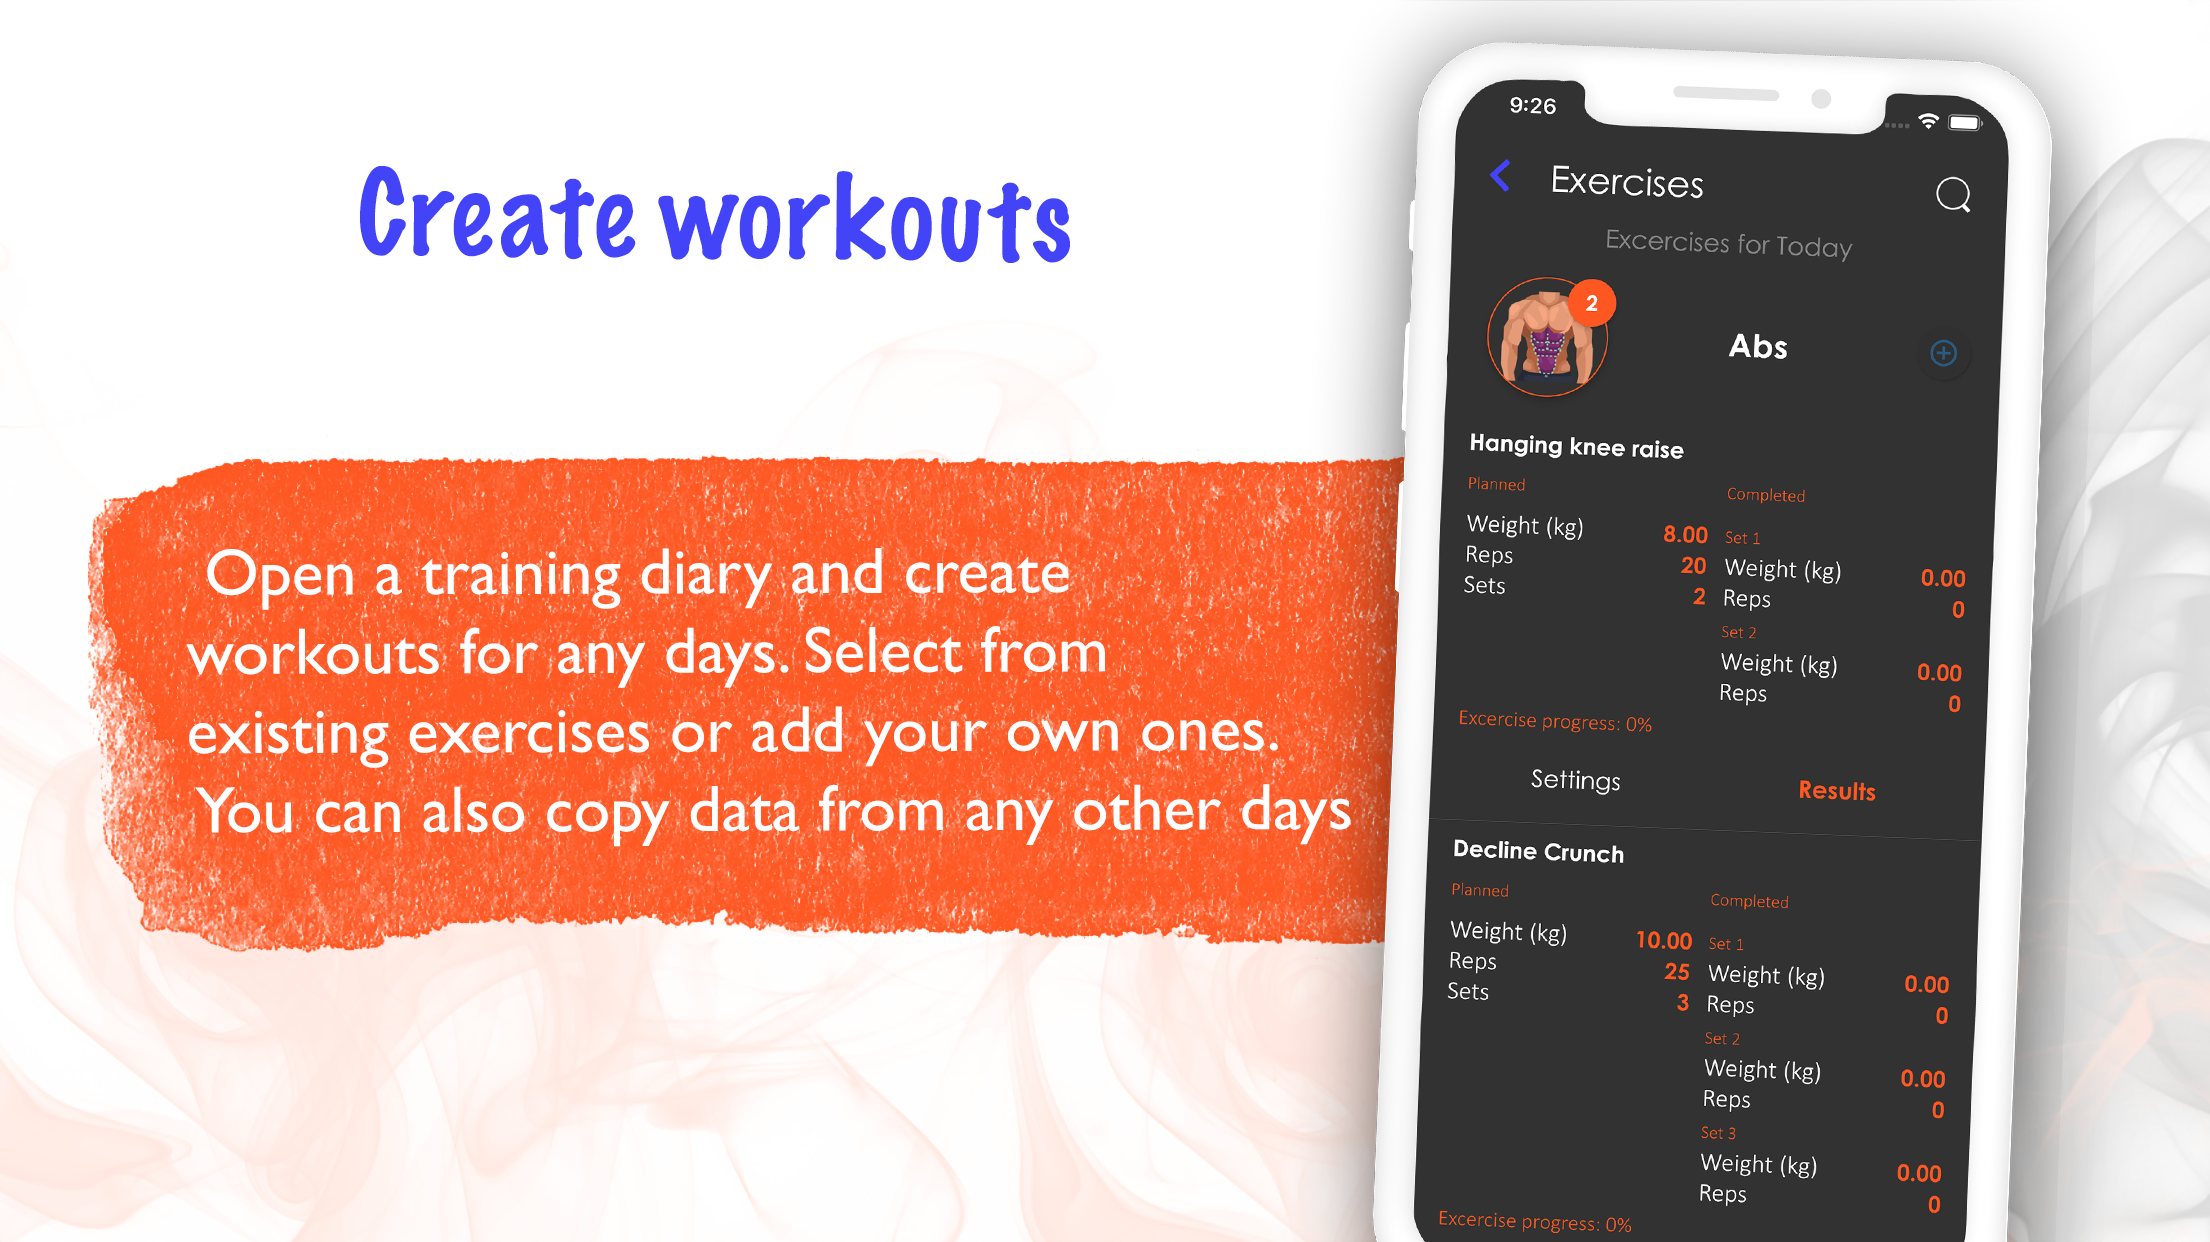 Create workouts
Open a training diary and create
workouts for any days. Select from
existing exercises or add your own ones.
You can also copy data from any other days
9:26
Exercises
Excercises for Today
2
Abs
Hanging knee raise
Planned
Completed
Weight (kg) 8.00
Reps 20
Sets 2
Set 1
Weight (kg) 0.00
Reps 0
Set 2
Weight (kg) 0.00
Reps 0
Excercise progress: 0%
Settings
Results
Decline Crunch
Planned
Completed
Weight (kg) 10.00
Reps 25
Sets 3
Set 1
Weight (kg) 0.00
Reps 0
Set 2
Weight (kg) 0.00
Reps 0
Set 3
Weight (kg) 0.00
Reps 0
Excercise progress: 0%